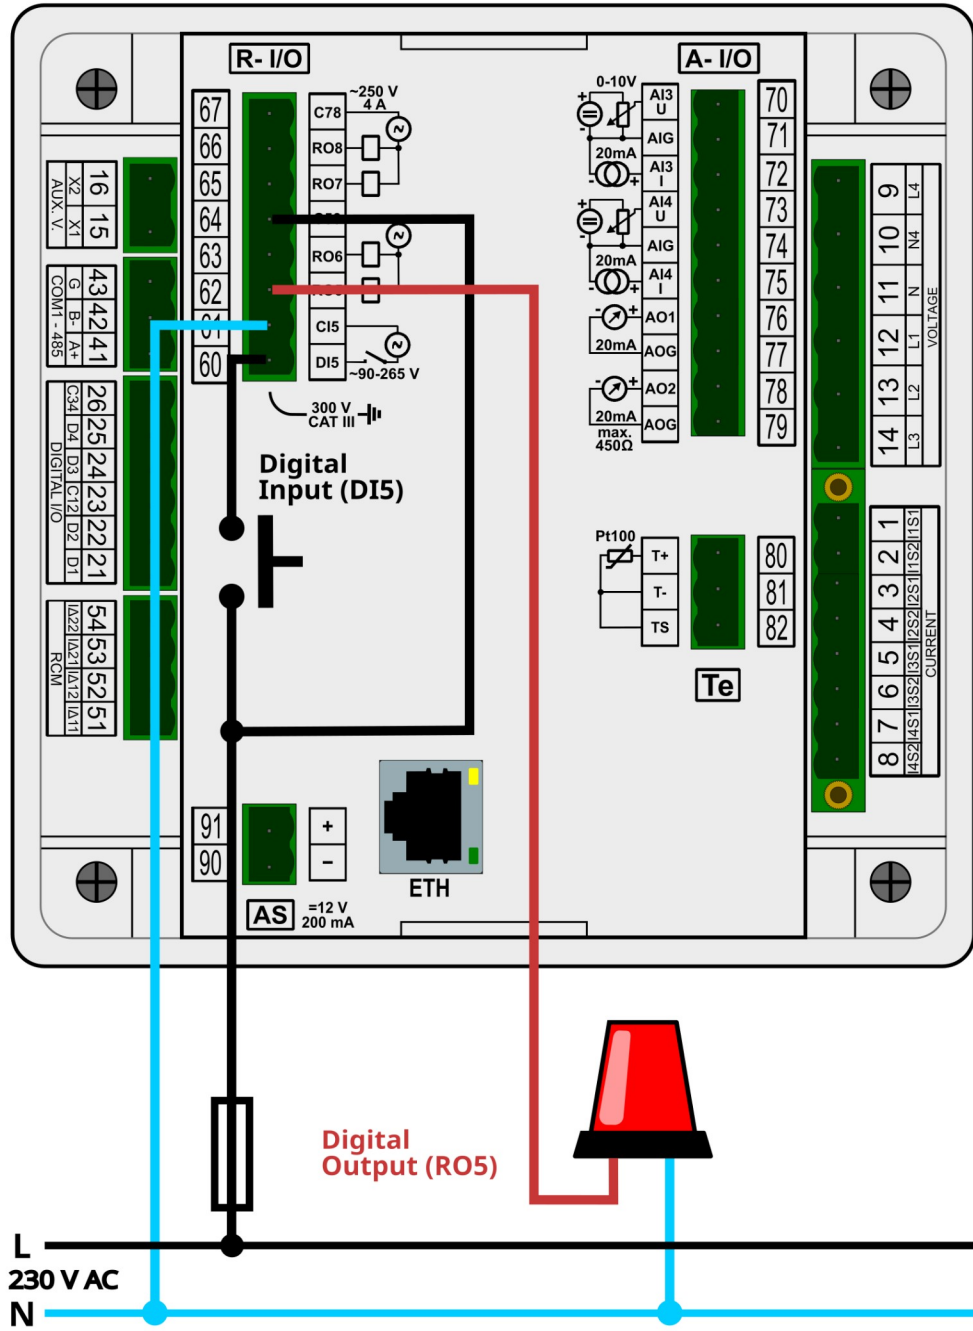 R- I/O
67
66
65
64
63
62
61
60
C78
RO8
RO7
RO6
CI5
DI5
~250 V
4 A
~90-265 V
300 V
CAT III
Digital
Input (DI5)
A- I/O
0-10V
20mA
20mA
20mA
20mA
max.
450Ω
AI3
U
AIG
AI3
I
AI4
U
AIG
AI4
I
AO1
AOG
AO2
AOG
70
71
72
73
74
75
76
77
78
79
Pt100
T+
T-
TS
80
81
82
Te
16 15
X2 X1
AUX. V.
43 42 41
G B- A+
COM1 - 485
26 25 24 23 22 21
C34 D4 D3 C12 D2 D1
DIGITAL I/O
54 53 52 51
IΔ22 IΔ21 IΔ12 IΔ11
RCM
9 10 11 12 13 14
L4 N4 N L1 L2 L3
VOLTAGE
1 2 3 4 5 6 7 8
I1S1 I1S2 I2S1 I2S2 I3S1 I3S2 I4S1 I4S2
CURRENT
91
90
+
−
AS
=12 V
200 mA
ETH
Digital
Output (RO5)
L
230 V AC
N